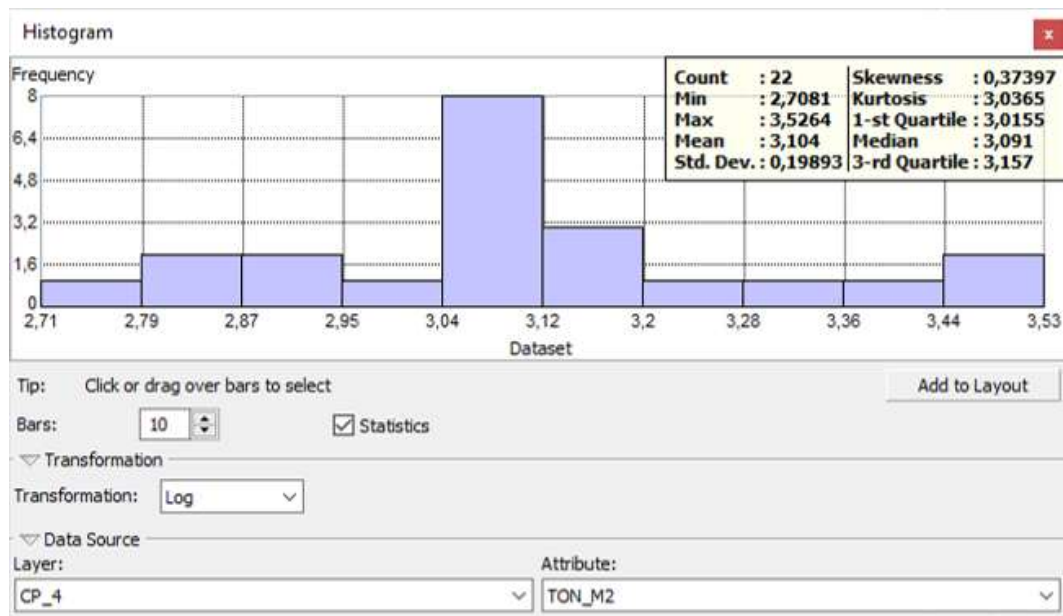 Histogram
x
Frequency
Count : 22 Skewness : 0,37397
Min : 2,7081 Kurtosis : 3,0365
Max : 3,5264 1-st Quartile : 3,0155
Mean : 3,104 Median : 3,091
Std. Dev. : 0,19893 3-rd Quartile : 3,157
8
6,4
4,8
3,2
1,6
0
2,71 2,79 2,87 2,95 3,04 3,12 3,2 3,28 3,36 3,44 3,53
Dataset
Tip: Click or drag over bars to select Add to Layout
Bars: 10 Statistics
Transformation
Transformation: Log
Data Source
Layer: Attribute:
CP_4 TON_M2